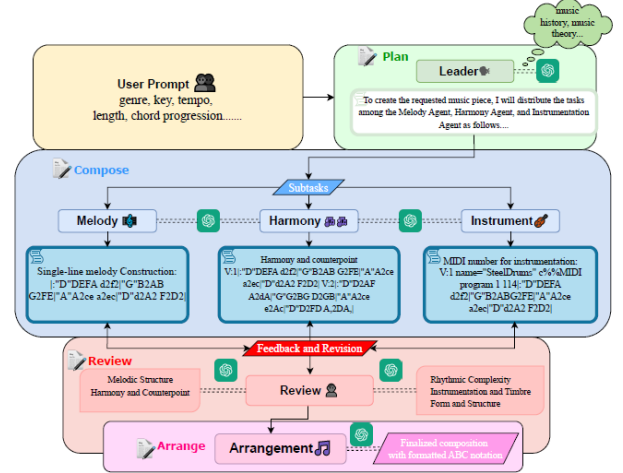 music
history, music
theory...
Plan
Leader
User Prompt
genre, key, tempo,
length, chord progression.......
To create the requested music piece, I will distribute the tasks
among the Melody Agent, Harmony Agent, and Instrumentation
Agent as follows....
Compose
Subtasks
Melody
Harmony
Instrument
Single-line melody Construction:
|:"D"DEFA d2f2|"G"B2AB
G2FE|"A"A2ce a2ec|"D"d2A2 F2D2|
Harmony and counterpoint
V:1|:"D"DEFA d2f2|"G"B2AB G2FE|"A"A2ce
a2ec|"D"d2A2 F2D2|: V:2|:"D"D2AF
A2dA|"G"G2BG D2GB|"A"A2ce
e2Ac|"D"D2FD A,2DA,|
MIDI number for instrumentation:
V:1 name="SteelDrums" c%%MIDI
program 1 114|:"D"DEFA
d2f2|"G"B2ABG2FE|"A"A2ce
a2ec|"D"d2A2 F2D2|
Feedback and Revision
Review
Melodic Structure
Harmony and Counterpoint
Review
Rhythmic Complexity
Instrumentation and Timbre
Form and Structure
Arrange
Arrangement
Finalized composition
with formatted ABC notation